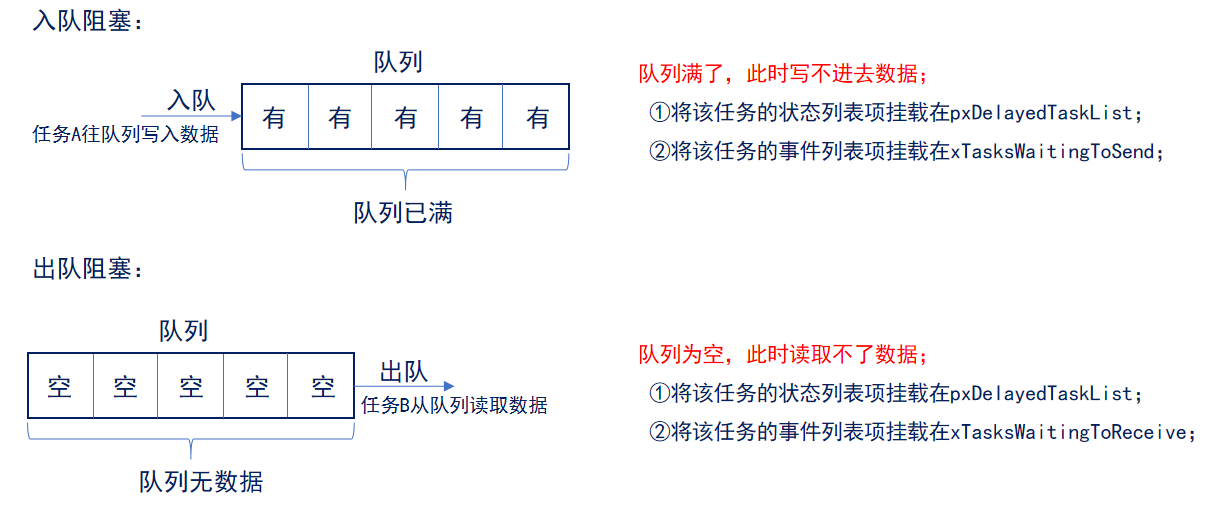 入队阻塞：
队列
入队
任务A往队列写入数据
有 有 有 有 有
队列已满
队列满了，此时写不进去数据；
①将该任务的状态列表项挂载在pxDelayedTaskList；
②将该任务的事件列表项挂载在xTasksWaitingToSend；
出队阻塞：
队列
空 空 空 空 空
出队
任务B从队列读取数据
队列无数据
队列为空，此时读取不了数据；
①将该任务的状态列表项挂载在pxDelayedTaskList；
②将该任务的事件列表项挂载在xTasksWaitingToReceive；